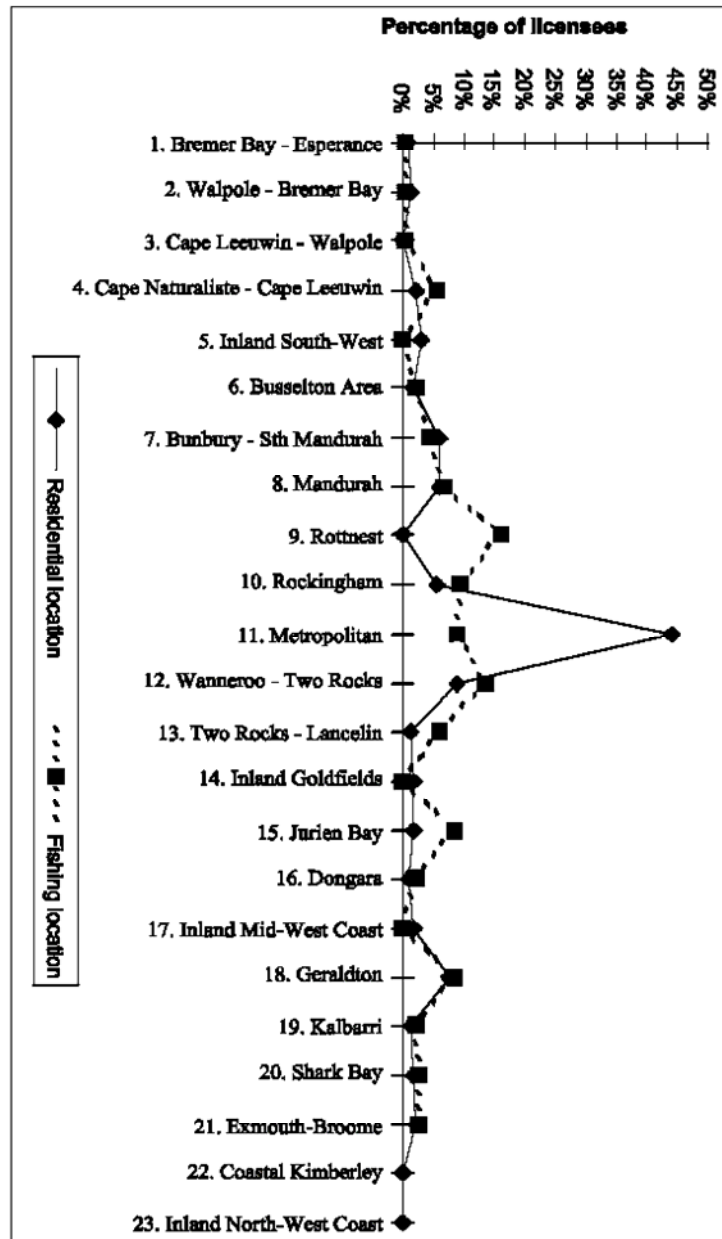 Percentage of licensees
0%
5%
10%
15%
20%
25%
30%
35%
40%
45%
50%
1. Bremer Bay - Esperance
2. Walpole - Bremer Bay
3. Cape Leeuwin - Walpole
4. Cape Naturaliste - Cape Leeuwin
5. Inland South-West
6. Busselton Area
7. Bunbury - Sth Mandurah
8. Mandurah
9. Rottnest
10. Rockingham
11. Metropolitan
12. Wanneroo - Two Rocks
13. Two Rocks - Lancelin
14. Inland Goldfields
15. Jurien Bay
16. Dongara
17. Inland Mid-West Coast
18. Geraldton
19. Kalbarri
20. Shark Bay
21. Exmouth-Broome
22. Coastal Kimberley
23. Inland North-West Coast
Residential location
Fishing location